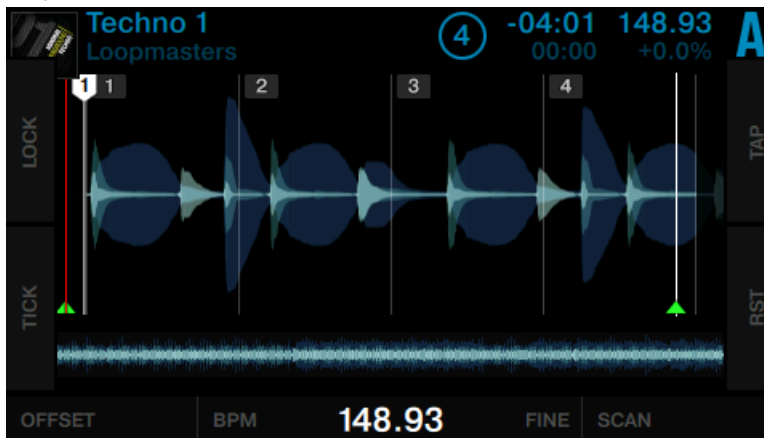 Techno 1
Loopmasters
4
-04:01
00:00
148.93
+0.0%
A
LOCK
TICK
1
1
2
3
4
TAP
RST
OFFSET
BPM
148.93
FINE
SCAN